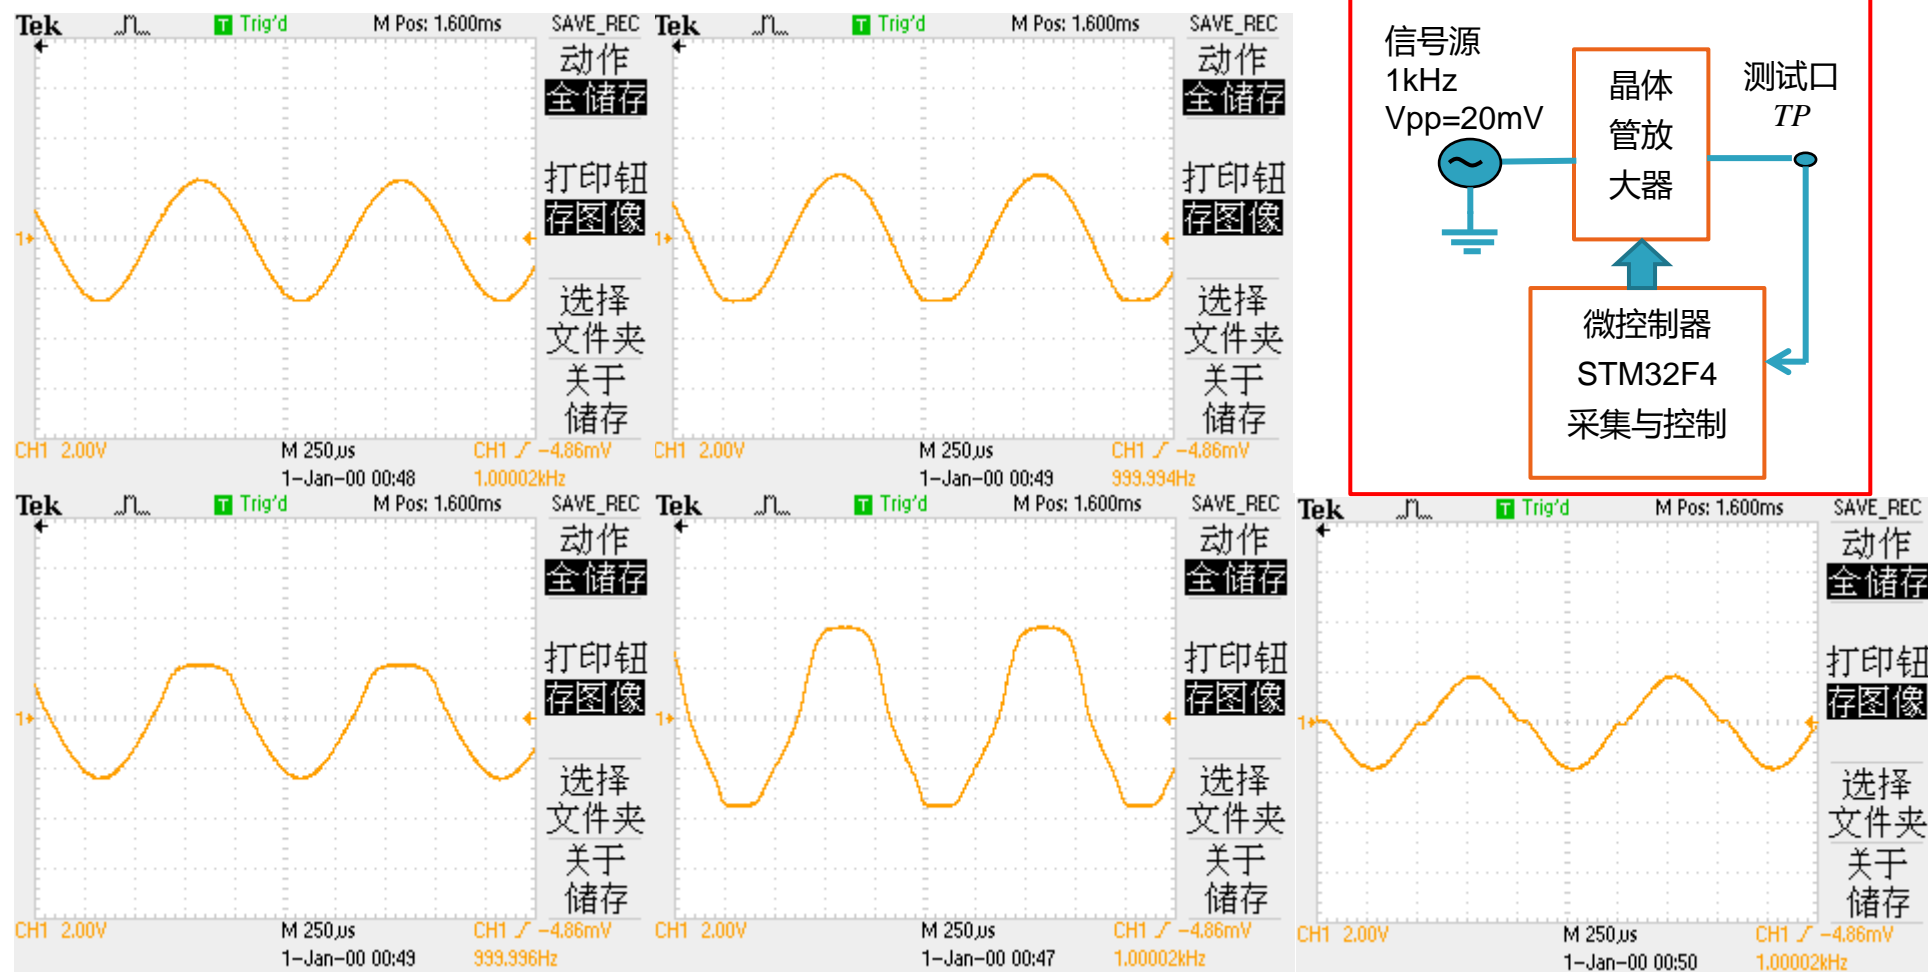 Tek T Trig'd M Pos: 1.600ms SAVE_REC
动作
全储存
打印钮
存图像
选择
文件夹
关于
储存
1
CH1 2.00V M 250µs CH1 -4.86mV
1-Jan-00 00:48 1.00002kHz
Tek T Trig'd M Pos: 1.600ms SAVE_REC
动作
全储存
打印钮
存图像
选择
文件夹
关于
储存
1
CH1 2.00V M 250µs CH1 -4.86mV
1-Jan-00 00:49 999.994Hz
信号源
1kHz
Vpp=20mV
晶体
管放
大器
测试口
TP
微控制器
STM32F4
采集与控制
Tek T Trig'd M Pos: 1.600ms SAVE_REC
动作
全储存
打印钮
存图像
选择
文件夹
关于
储存
1
CH1 2.00V M 250µs CH1 -4.86mV
1-Jan-00 00:49 999.996Hz
Tek T Trig'd M Pos: 1.600ms SAVE_REC
动作
全储存
打印钮
存图像
选择
文件夹
关于
储存
1
CH1 2.00V M 250µs CH1 -4.86mV
1-Jan-00 00:47 1.00002kHz
Tek T Trig'd M Pos: 1.600ms SAVE_REC
动作
全储存
打印钮
存图像
选择
文件夹
关于
储存
1
CH1 2.00V M 250µs CH1 -4.86mV
1-Jan-00 00:50 1.00002kHz